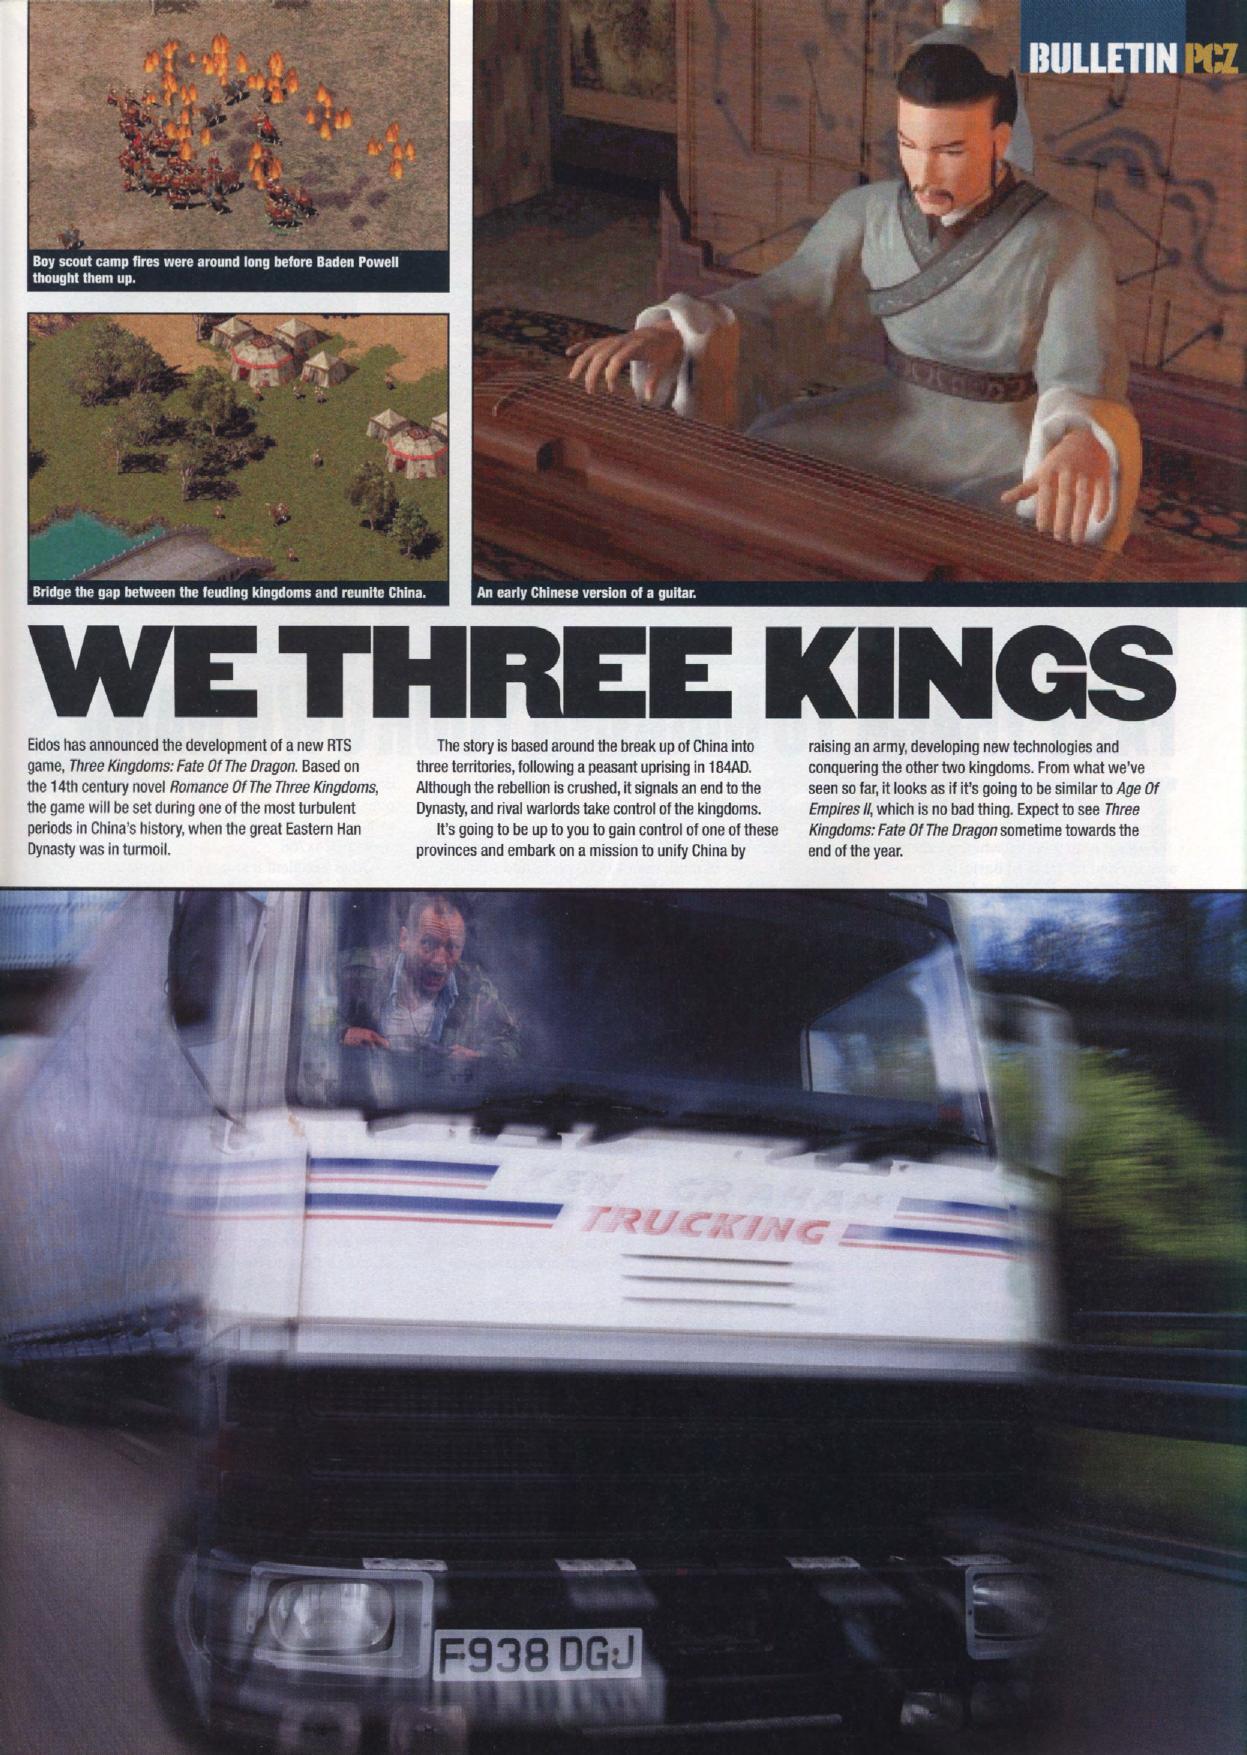 BULLETIN PCZ
Boy scout camp fires were around long before Baden Powell
thought them up.
Bridge the gap between the feuding kingdoms and reunite China.
An early Chinese version of a guitar.
WE THREE KINGS
Eidos has announced the development of a new RTS
game, Three Kingdoms: Fate Of The Dragon. Based on
the 14th century novel Romance Of The Three Kingdoms,
the game will be set during one of the most turbulent
periods in China's history, when the great Eastern Han
Dynasty was in turmoil.
The story is based around the break up of China into
three territories, following a peasant uprising in 184AD.
Although the rebellion is crushed, it signals an end to the
Dynasty, and rival warlords take control of the kingdoms.
It's going to be up to you to gain control of one of these
provinces and embark on a mission to unify China by
raising an army, developing new technologies and
conquering the other two kingdoms. From what we've
seen so far, it looks as if it's going to be similar to Age Of
Empires II, which is no bad thing. Expect to see Three
Kingdoms: Fate Of The Dragon sometime towards the
end of the year.
KEN GRAHAM
TRUCKING
F938 DGJ